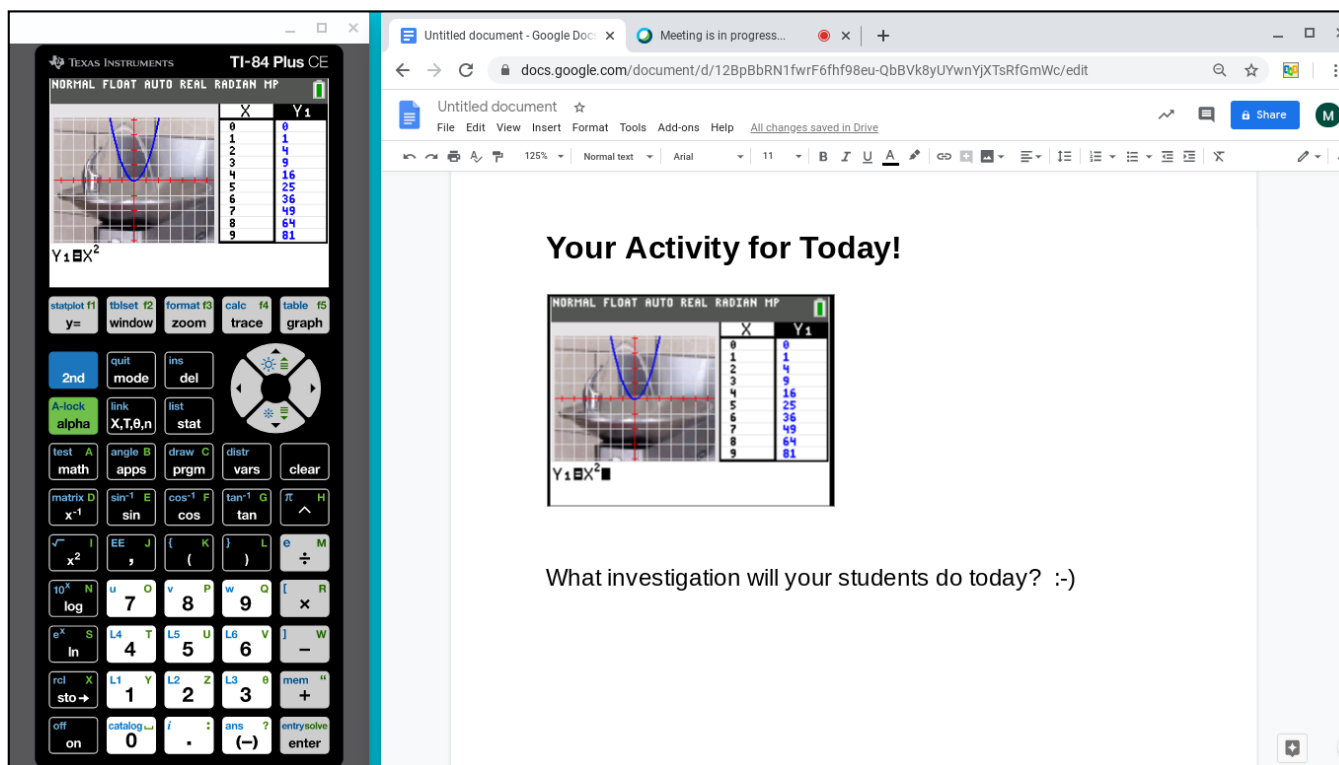 TEXAS INSTRUMENTS TI-84 Plus CE
NORMAL FLOAT AUTO REAL RADIAN MP
X Y1
0 0
1 1
2 4
3 9
4 16
5 25
6 36
7 49
8 64
9 81
Y1=X²
statplot f1 tblset f2 format f3 calc f4 table f5
y= window zoom trace graph
quit ins
2nd mode del
A-lock link list
alpha X,T,θ,n stat
test A angle B draw C distr
math apps prgm vars clear
matrix D sin⁻¹ E cos⁻¹ F tan⁻¹ G π H
x⁻¹ sin cos tan ^
√ I EE J { K } L e M
x² , ( ) ÷
10ˣ N u O v P w Q [ R
log 7 8 9 ×
eˣ S L4 T L5 U L6 V ] W
ln 4 5 6 −
rcl X L1 Y L2 Z L3 θ mem "
sto→ 1 2 3 +
off catalog i : ans ? entry solve
on 0 . (−) enter
Untitled document - Google Docs
Meeting is in progress...
docs.google.com/document/d/12BpBbRN1fwrF6fhf98eu-QbBVk8yUYwnYjXTsRfGmWc/edit
Untitled document
File Edit View Insert Format Tools Add-ons Help All changes saved in Drive
Share
M
125% Normal text Arial 11 B I U A
Your Activity for Today!
NORMAL FLOAT AUTO REAL RADIAN MP
X Y1
0 0
1 1
2 4
3 9
4 16
5 25
6 36
7 49
8 64
9 81
Y1=X²
What investigation will your students do today? :-)